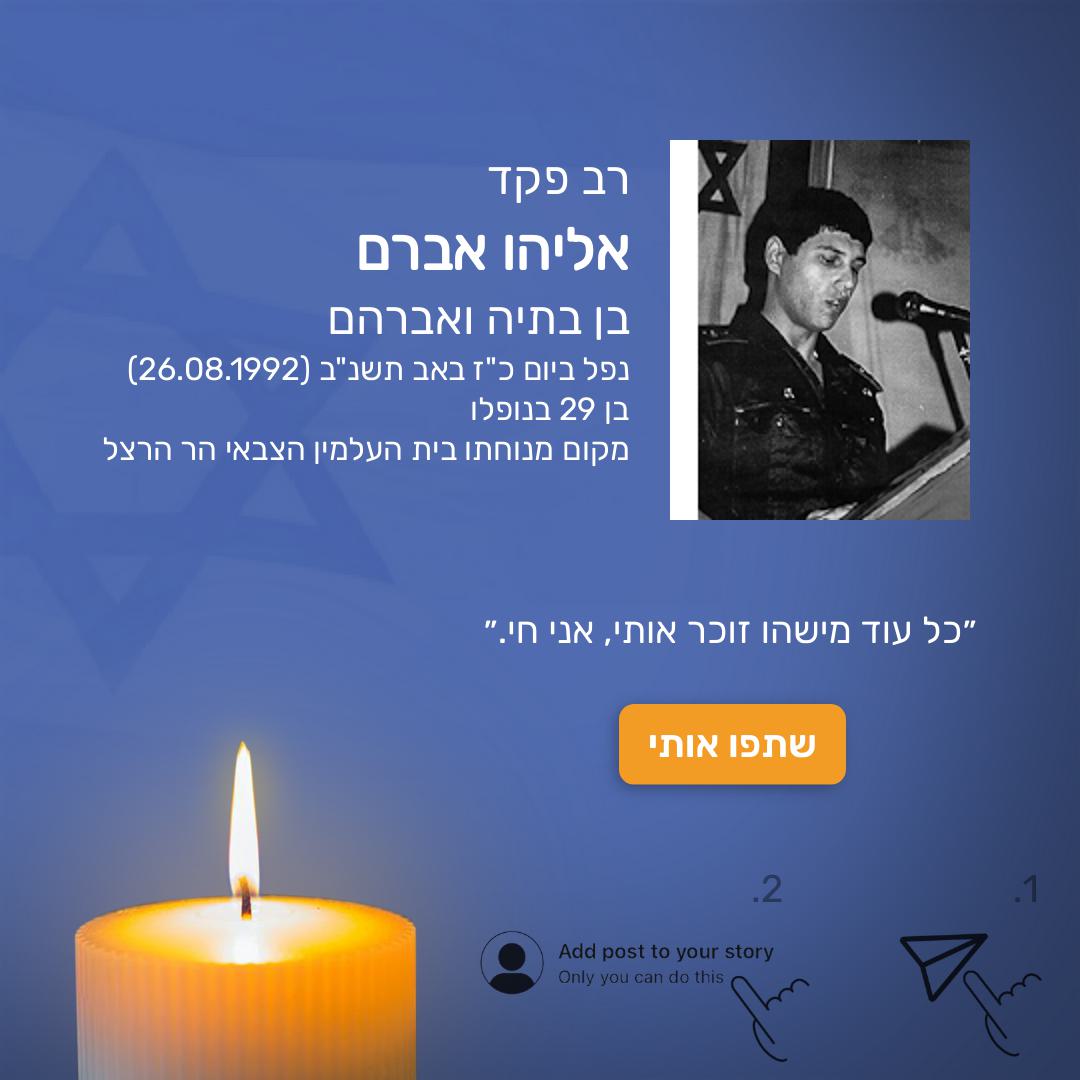 רב פקד
אליהו אברם
בן בתיה ואברהם
נפל ביום כ"ז באב תשנ"ב (26.08.1992)
בן 29 בנופלו
מקום מנוחתו בית העלמין הצבאי הר הרצל
״כל עוד מישהו זוכר אותי, אני חי.״
שתפו אותי
1.
2.
Add post to your story
Only you can do this